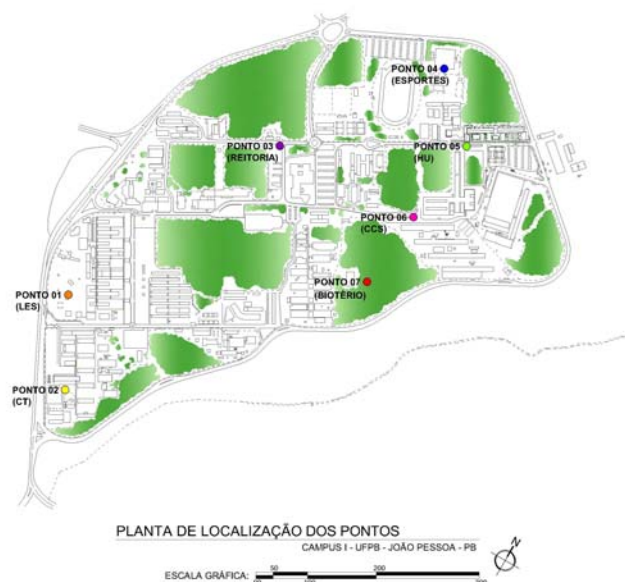 PONTO 04
(ESPORTES)
PONTO 03
(REITORIA)
PONTO 05
(HU)
PONTO 06
(CCS)
PONTO 07
(BIOTÉRIO)
PONTO 01
(LES)
PONTO 02
(CT)
PLANTA DE LOCALIZAÇÃO DOS PONTOS
CAMPUS I - UFPB - JOÃO PESSOA - PB
N
50 200
ESCALA GRÁFICA:
100